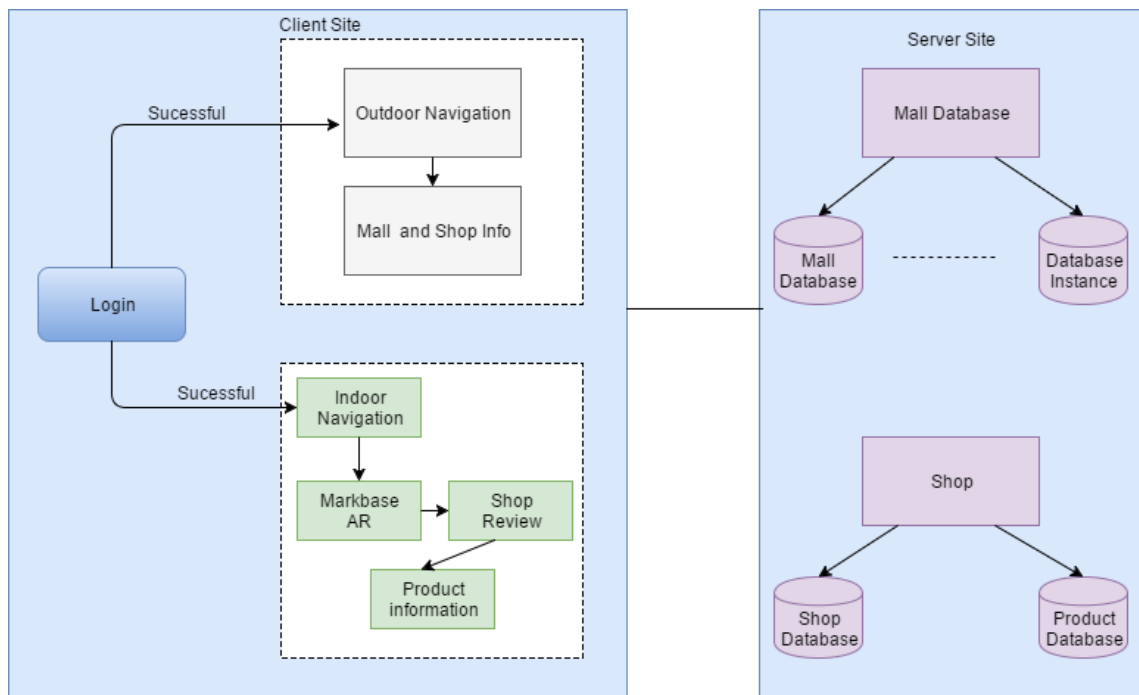 Client Site
Sucessful
Outdoor Navigation
Mall and Shop Info
Login
Sucessful
Indoor
Navigation
Markbase
AR
Shop
Review
Product
information
Server Site
Mall Database
Mall
Database
Database
Instance
Shop
Shop
Database
Product
Database